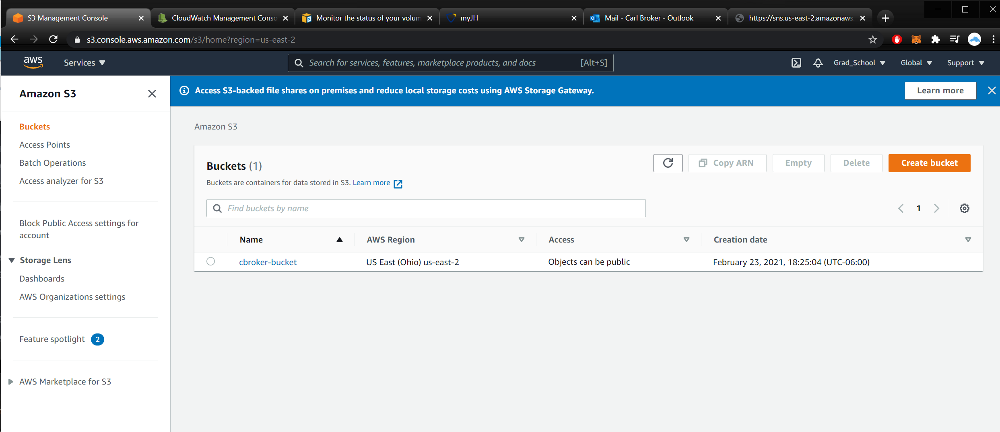 S3 Management Console
CloudWatch Management Conso
Monitor the status of your volum
myJH
Mail - Carl Broker - Outlook
https://sns.us-east-2.amazonaws.
s3.console.aws.amazon.com/s3/home?region=us-east-2
aws
Services
Search for services, features, marketplace products, and docs
[Alt+S]
Grad_School
Global
Support
Amazon S3
Access S3-backed file shares on premises and reduce local storage costs using AWS Storage Gateway.
Learn more
Buckets
Access Points
Batch Operations
Access analyzer for S3
Block Public Access settings for
account
Storage Lens
Dashboards
AWS Organizations settings
Feature spotlight 2
AWS Marketplace for S3
Amazon S3
Buckets (1)
Copy ARN
Empty
Delete
Create bucket
Buckets are containers for data stored in S3. Learn more
Find buckets by name
1
Name
AWS Region
Access
Creation date
cbroker-bucket
US East (Ohio) us-east-2
Objects can be public
February 23, 2021, 18:25:04 (UTC-06:00)